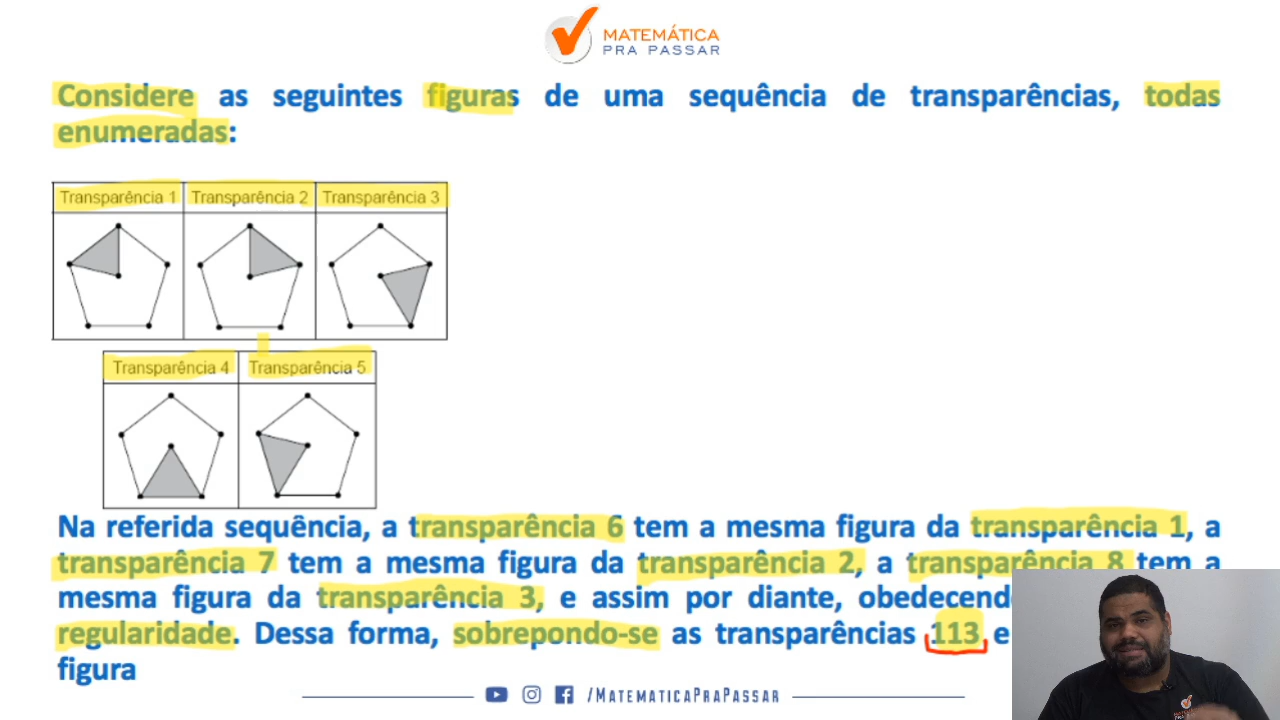 MATEMÁTICA
PRA PASSAR
Considere as seguintes figuras de uma sequência de transparências, todas
enumeradas:
Transparência 1 Transparência 2 Transparência 3
Transparência 4 Transparência 5
Na referida sequência, a transparência 6 tem a mesma figura da transparência 1, a
transparência 7 tem a mesma figura da transparência 2, a transparência 8 tem a
mesma figura da transparência 3, e assim por diante, obedecend
regularidade. Dessa forma, sobrepondo-se as transparências 113 e
figura
/MATEMATICAPRAPASSAR